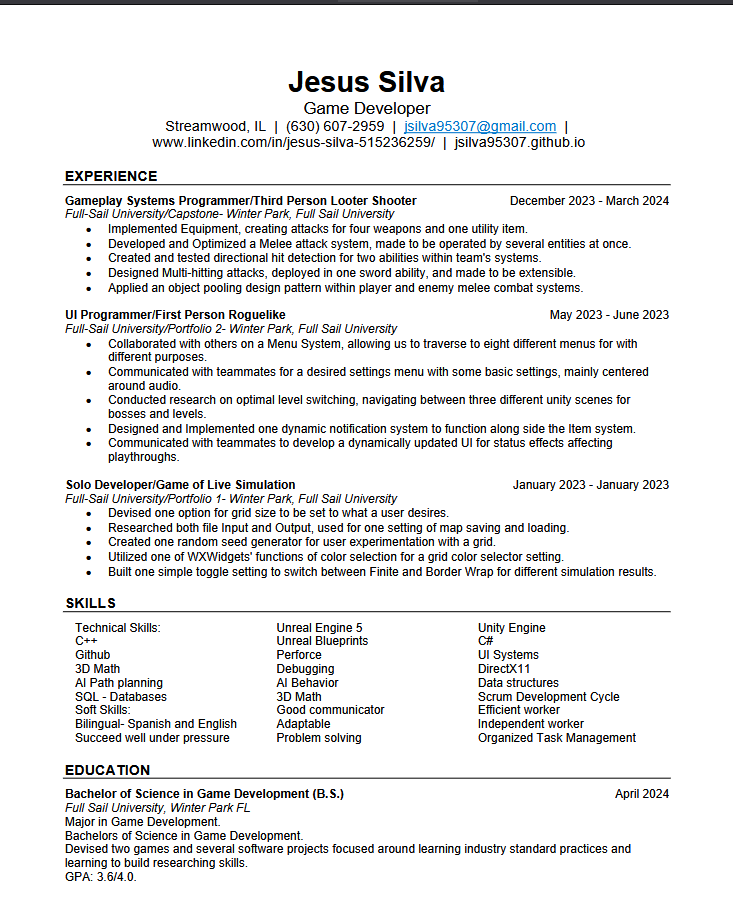 Jesus Silva
Game Developer
Streamwood, IL | (630) 607-2959 | jsilva95307@gmail.com |
www.linkedin.com/in/jesus-silva-515236259/ | jsilva95307.github.io
EXPERIENCE
Gameplay Systems Programmer/Third Person Looter Shooter December 2023 - March 2024
Full-Sail University/Capstone- Winter Park, Full Sail University
• Implemented Equipment, creating attacks for four weapons and one utility item.
• Developed and Optimized a Melee attack system, made to be operated by several entities at once.
• Created and tested directional hit detection for two abilities within team's systems.
• Designed Multi-hitting attacks, deployed in one sword ability, and made to be extensible.
• Applied an object pooling design pattern within player and enemy melee combat systems.
UI Programmer/First Person Roguelike May 2023 - June 2023
Full-Sail University/Portfolio 2- Winter Park, Full Sail University
• Collaborated with others on a Menu System, allowing us to traverse to eight different menus for with
different purposes.
• Communicated with teammates for a desired settings menu with some basic settings, mainly centered
around audio.
• Conducted research on optimal level switching, navigating between three different unity scenes for
bosses and levels.
• Designed and Implemented one dynamic notification system to function along side the Item system.
• Communicated with teammates to develop a dynamically updated UI for status effects affecting
playthroughs.
Solo Developer/Game of Live Simulation January 2023 - January 2023
Full-Sail University/Portfolio 1- Winter Park, Full Sail University
• Devised one option for grid size to be set to what a user desires.
• Researched both file Input and Output, used for one setting of map saving and loading.
• Created one random seed generator for user experimentation with a grid.
• Utilized one of WXWidgets' functions of color selection for a grid color selector setting.
• Built one simple toggle setting to switch between Finite and Border Wrap for different simulation results.
SKILLS
Technical Skills: Unreal Engine 5 Unity Engine
C++ Unreal Blueprints C#
Github Perforce UI Systems
3D Math Debugging DirectX11
AI Path planning AI Behavior Data structures
SQL - Databases 3D Math Scrum Development Cycle
Soft Skills: Good communicator Efficient worker
Bilingual- Spanish and English Adaptable Independent worker
Succeed well under pressure Problem solving Organized Task Management
EDUCATION
Bachelor of Science in Game Development (B.S.) April 2024
Full Sail University, Winter Park FL
Major in Game Development.
Bachelors of Science in Game Development.
Devised two games and several software projects focused around learning industry standard practices and
learning to build researching skills.
GPA: 3.6/4.0.